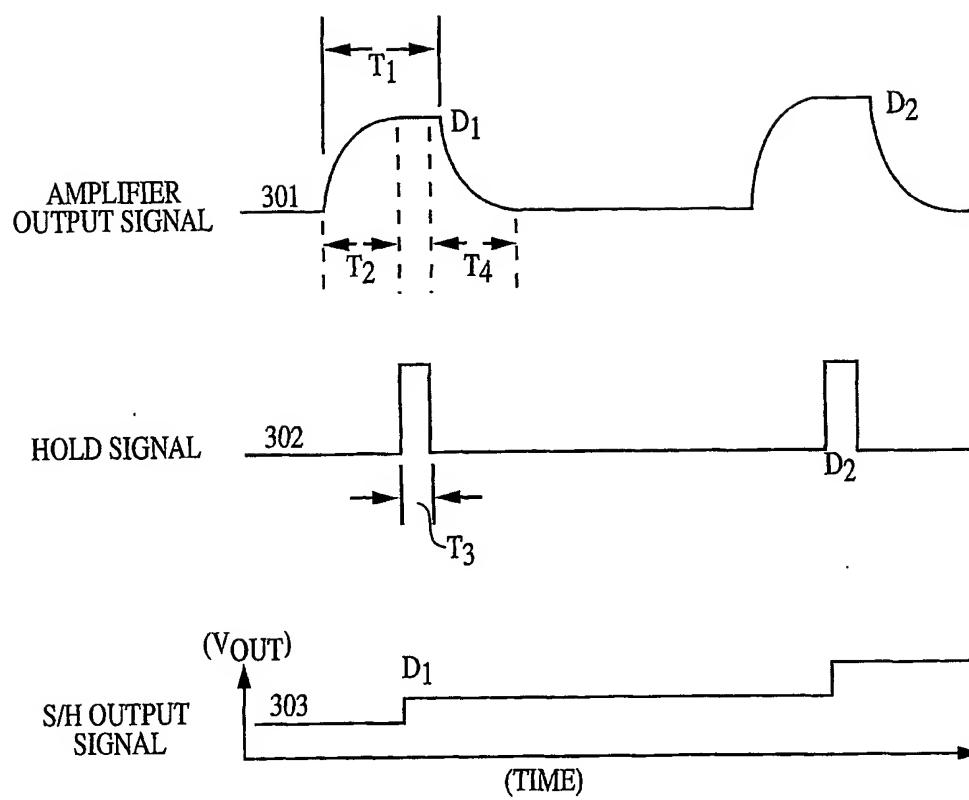 T1
D1
D2
301
AMPLIFIER
OUTPUT SIGNAL
T2
T4
302
HOLD SIGNAL
D2
T3
(VOUT)
D1
303
S/H OUTPUT
SIGNAL
(TIME)